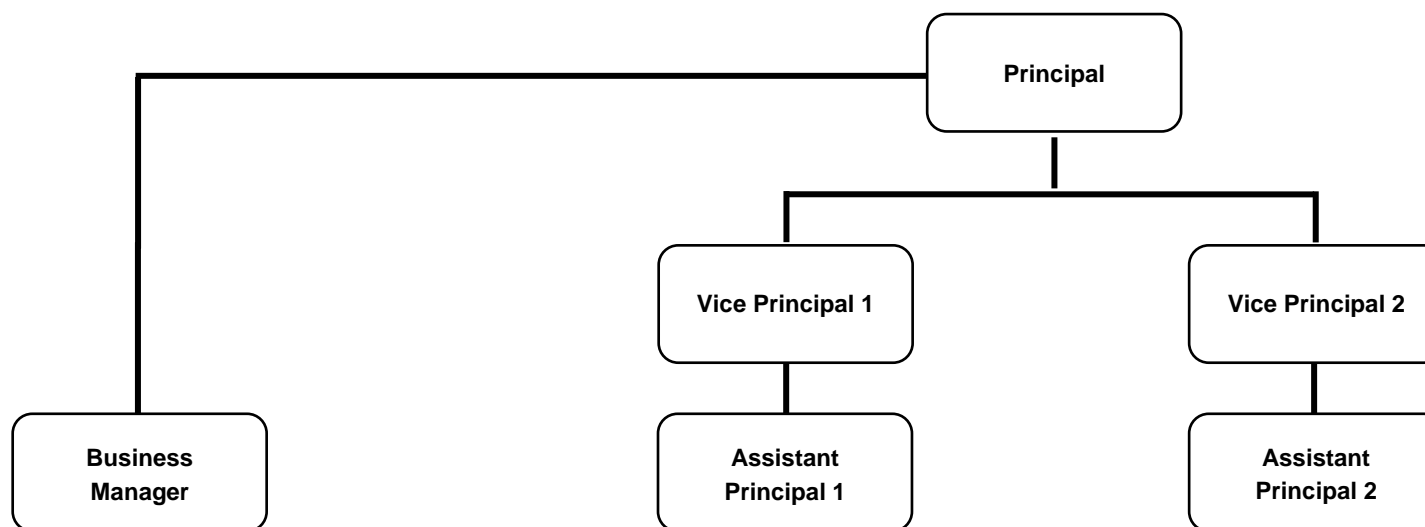 Principal
Vice Principal 1
Vice Principal 2
Business
Manager
Assistant
Principal 1
Assistant
Principal 2